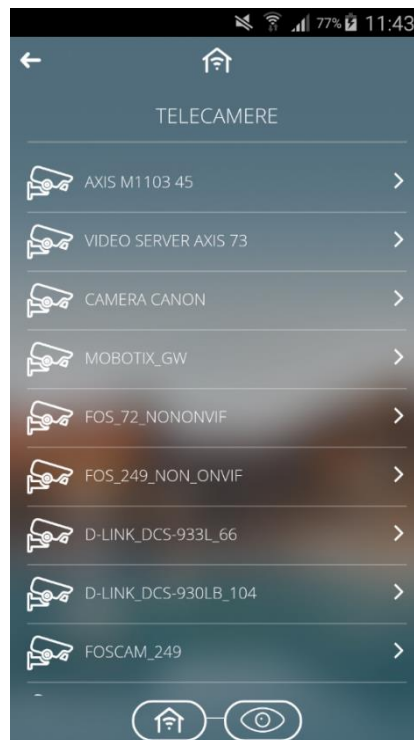 77% 11:43
TELECAMERE
AXIS M1103 45
VIDEO SERVER AXIS 73
CAMERA CANON
MOBOTIX_GW
FOS_72_NONONVIF
FOS_249_NON_ONVIF
D-LINK_DCS-933L_66
D-LINK_DCS-930LB_104
FOSCAM_249